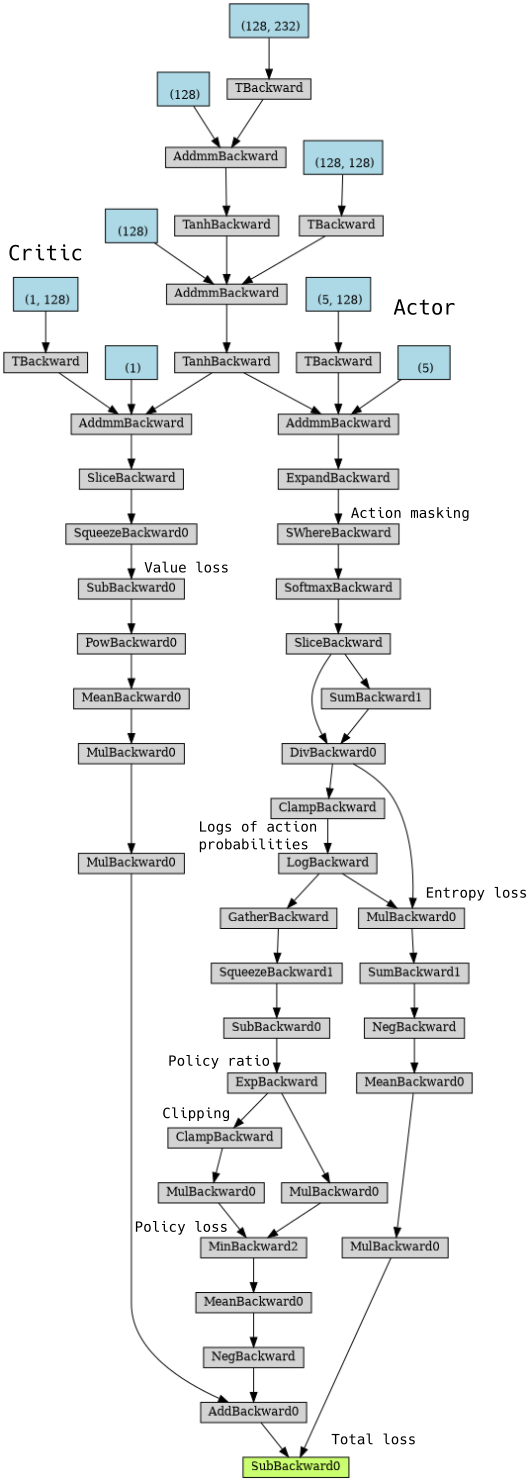 (128, 232)
(128)
TBackward
AddmmBackward
(128, 128)
(128)
TanhBackward
TBackward
Critic
(1, 128)
AddmmBackward
(5, 128)
Actor
TBackward
(1)
TanhBackward
TBackward
(5)
AddmmBackward
AddmmBackward
SliceBackward
ExpandBackward
Action masking
SqueezeBackward0
SWhereBackward
Value loss
SubBackward0
SoftmaxBackward
PowBackward0
SliceBackward
MeanBackward0
SumBackward1
MulBackward0
DivBackward0
ClampBackward
Logs of action
probabilities
MulBackward0
LogBackward
Entropy loss
GatherBackward
MulBackward0
SqueezeBackward1
SumBackward1
SubBackward0
NegBackward
Policy ratio
ExpBackward
MeanBackward0
Clipping
ClampBackward
MulBackward0
MulBackward0
Policy loss
MinBackward2
MulBackward0
MeanBackward0
NegBackward
AddBackward0
Total loss
SubBackward0